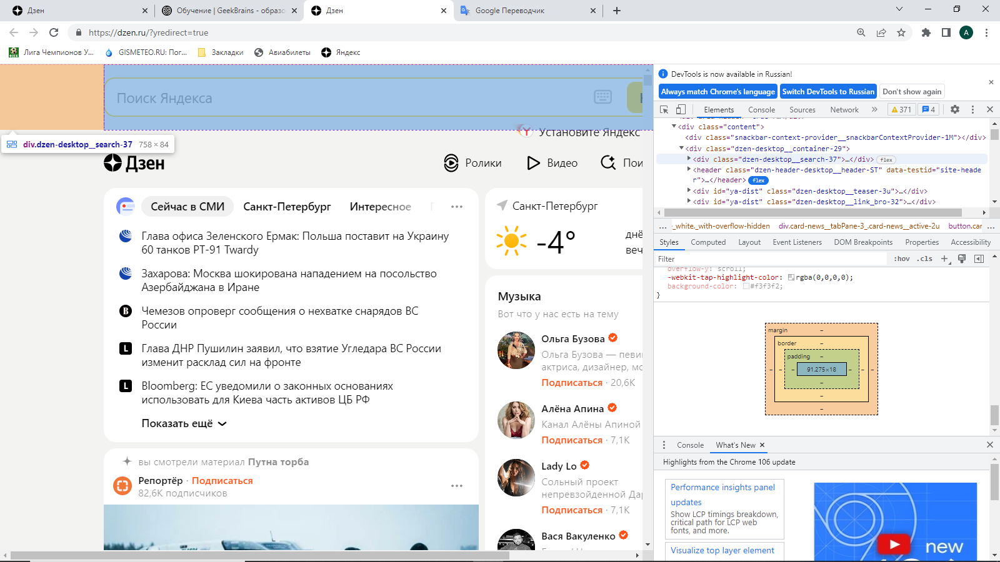 Дзен
Обучение | GeekBrains - образо
Дзен
Google Переводчик
https://dzen.ru/?yredirect=true
A
Лига Чемпионов У...
GISMETEO.RU: Пог...
Закладки
Авиабилеты
Яндекс
Поиск Яндекса
Установите Яндекс
div.dzen-desktop__search-37 758 × 84
Дзен
Ролики
Видео
Пои
Сейчас в СМИ
Санкт-Петербург
Интересное
Глава офиса Зеленского Ермак: Польша поставит на Украину
60 танков PT-91 Twardy
Захарова: Москва шокирована нападением на посольство
Азербайджана в Иране
Чемезов опроверг сообщения о нехватке снарядов ВС
России
Глава ДНР Пушилин заявил, что взятие Угледара ВС России
изменит расклад сил на фронте
Bloomberg: ЕС уведомили о законных основаниях
использовать для Киева часть активов ЦБ РФ
Показать ещё
вы смотрели материал Путна торба
Репортёр · Подписаться
82,6K подписчиков
Санкт-Петербург
-4°
днё
веч
Музыка
Вот что у нас есть на тему
Ольга Бузова
Ольга Бузова — певи
актриса, дизайнер, мо
Подписаться · 20,6K
Алёна Апина
Канал Алёны Апиной
Подписаться · 7,1K
Lady Lo
Сольный проект
непревзойденной Да
Подписаться · 7,1K
Вася Вакуленко
DevTools is now available in Russian!
Always match Chrome's language
Switch DevTools to Russian
Don't show again
Elements
Console
Sources
Network
371
4
<div class="content">
<div class="snackbar-context-provider__snackbarContextProvider-1M"></div>
<div class="dzen-desktop__container-29">
<div class="dzen-desktop__search-37">…</div> flex
<header class="dzen-header-desktop__header-ST" data-testid="site-heade
r">…</header> flex
<div id="ya-dist" class="dzen-desktop__teaser-3u">…</div>
<div id="ya-dist" class="dzen-desktop__link_bro-32">…</div>
... :_white._with-overflow-hidden div.card-news__tabPane-3_.card-news__active-2u button.car ...
Styles
Computed
Layout
Event Listeners
DOM Breakpoints
Properties
Accessibility
Filter
:hov .cls
overflow-y: scroll;
-webkit-tap-highlight-color: rgba(0,0,0,0);
background-color: #f3f3f2;
}
margin
border
padding
91.275×18
Console
What's New
Highlights from the Chrome 106 update
Performance insights panel
updates
Show LCP timings breakdown,
critical path for LCP web
fonts, and more.
Visualize top layer element
new